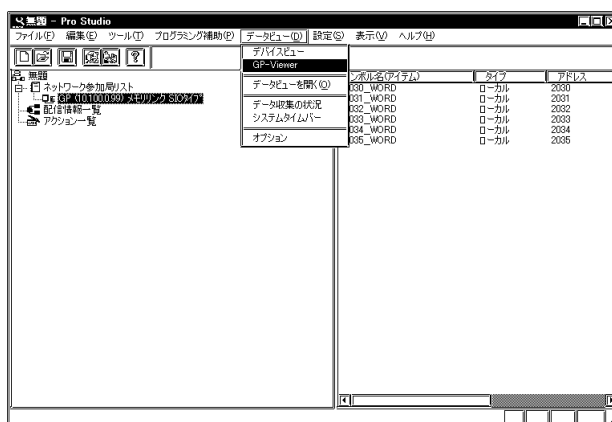 無題 - Pro Studio
ファイル(F) 編集(E) ツール(T) プログラミング補助(P) データビュー(D) 設定(S) 表示(V) ヘルプ(H)
デバイスビュー
GP-Viewer
データビューを開く(O)
データ収集の状況
システムタイムバー
オプション
無題
ネットワーク参加局リスト
GP (10.100.0.99) メモリリンク SIOタイプ
配信情報一覧
アクション一覧
ンボル名(アイテム) タイプ アドレス
030_WORD ローカル 2030
031_WORD ローカル 2031
032_WORD ローカル 2032
033_WORD ローカル 2033
034_WORD ローカル 2034
035_WORD ローカル 2035